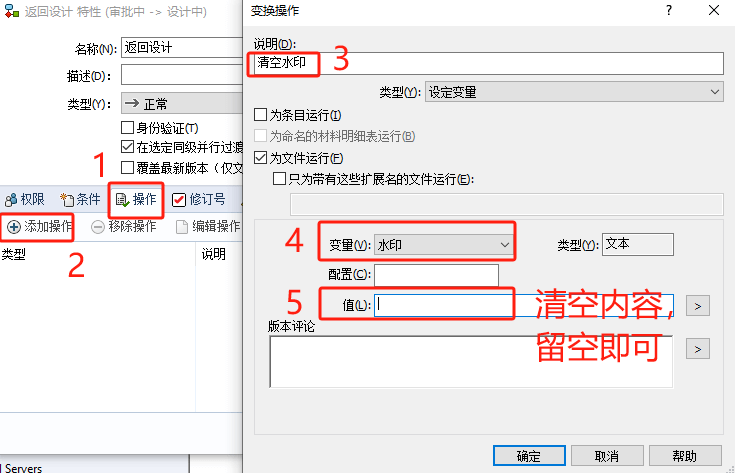 返回设计 特性 (审批中 -> 设计中)
名称(N): 返回设计
描述(D):
类型(Y): 正常
身份验证(T)
在选定同级并行过渡
覆盖最新版本（仅文
1
权限 条件 操作 修订号
添加操作 移除操作 编辑操作
2
类型 说明
Servers
变换操作
? ×
说明(D):
清空水印
3
类型(Y): 设定变量
为条目运行(I)
为命名的材料明细表运行(B)
为文件运行(F)
只为带有这些扩展名的文件运行(E):
4
变量(V): 水印 类型(Y): 文本
配置(C):
5
值(L): >
清空内容，
留空即可
版本评论
>
确定 取消 帮助